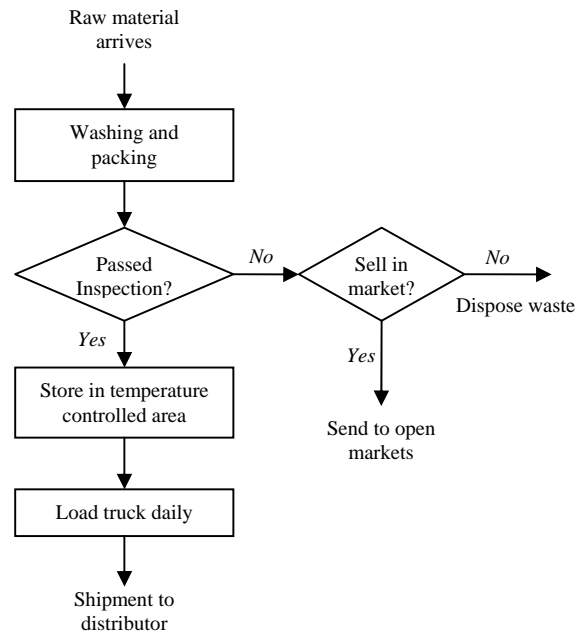 Raw material
arrives
Washing and
packing
Passed
Inspection?
No
Sell in
market?
No
Dispose waste
Yes
Yes
Store in temperature
controlled area
Send to open
markets
Load truck daily
Shipment to
distributor